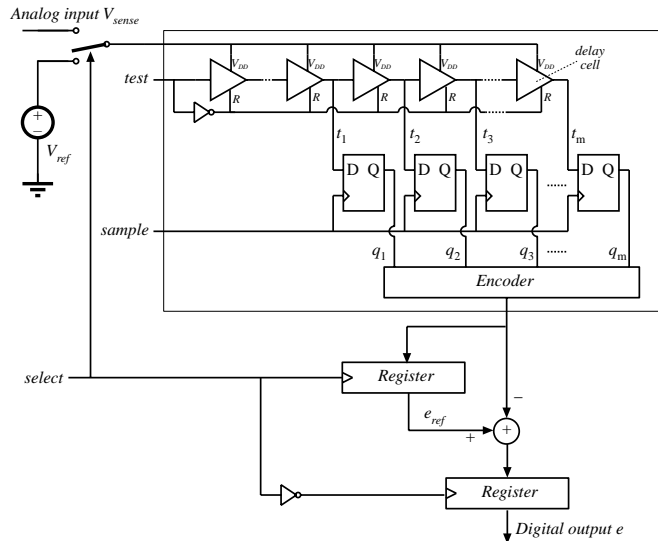 Analog input V_sense
V_DD V_DD V_DD V_DD V_DD
delay
cell
test
R R R R R
+
−
V_ref
t_1 t_2 t_3 t_m
D Q D Q D Q D Q
......
sample
q_1 q_2 q_3 ...... q_m
Encoder
select
Register
−
e_ref
+ +
Register
Digital output e